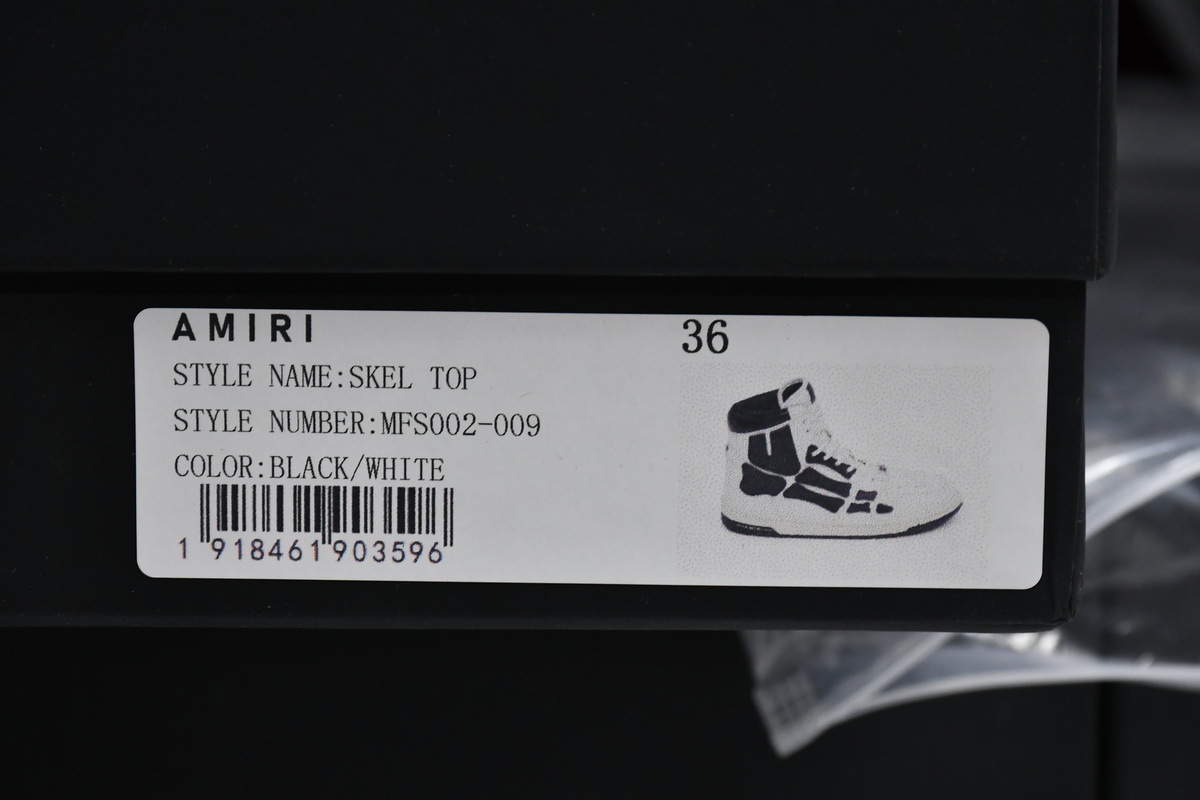 AMIRI
36
STYLE NAME:SKEL TOP
STYLE NUMBER:MFS002-009
COLOR:BLACK/WHITE
1 918461 903596